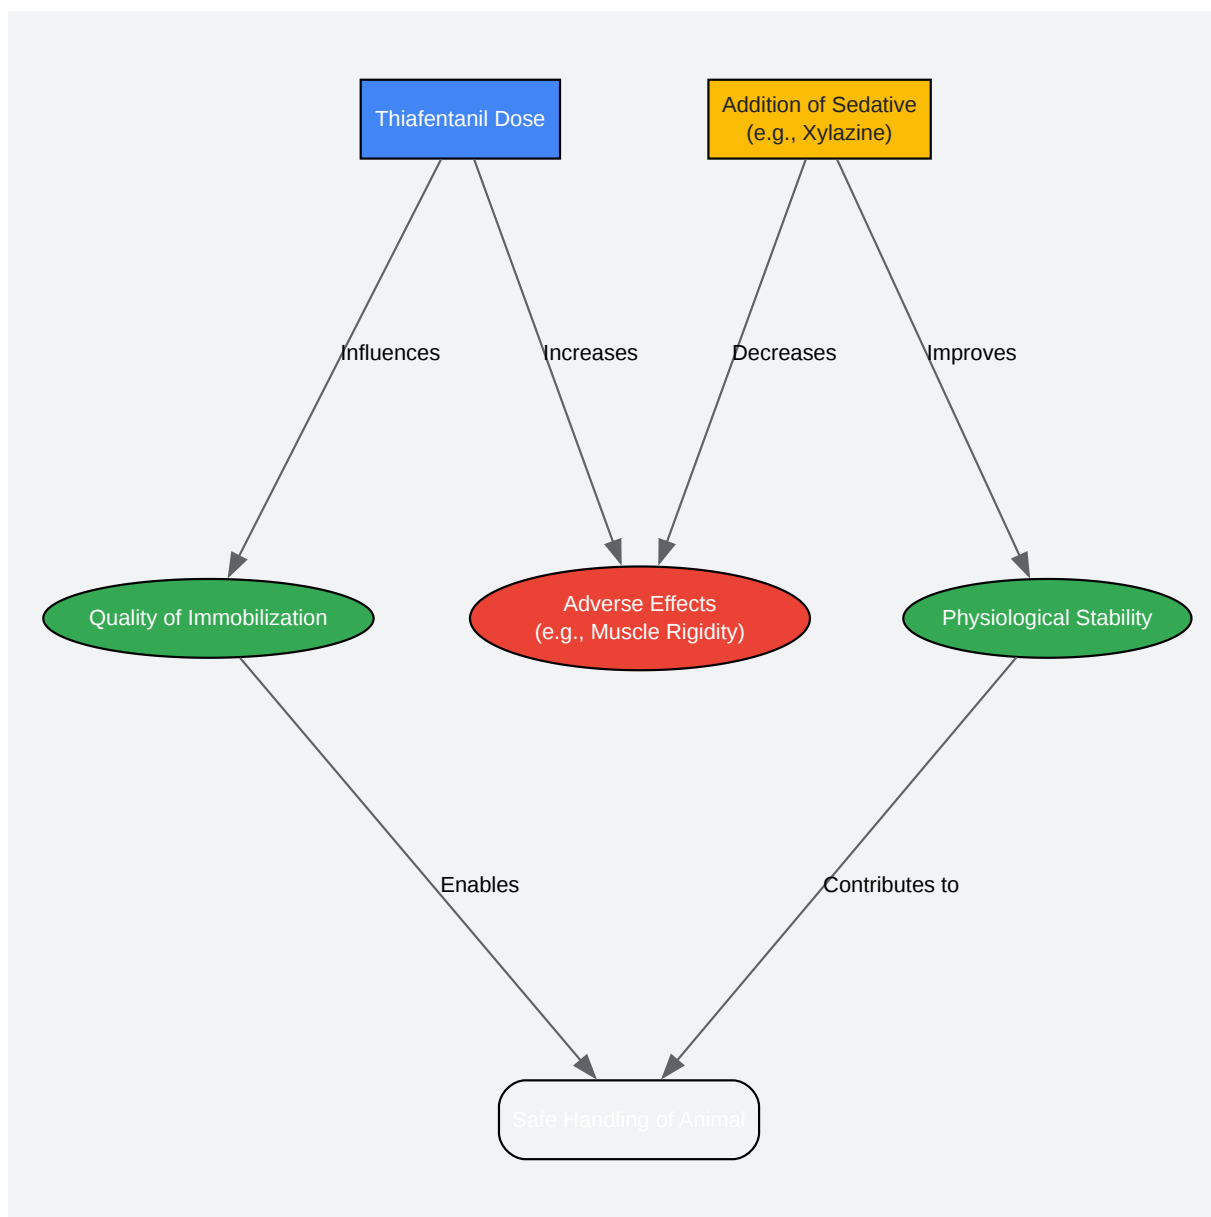 Thiafentanil Dose
Addition of Sedative
(e.g., Xylazine)
Influences
Increases
Decreases
Improves
Quality of Immobilization
Adverse Effects
(e.g., Muscle Rigidity)
Physiological Stability
Enables
Contributes to
Safe Handling of Animal